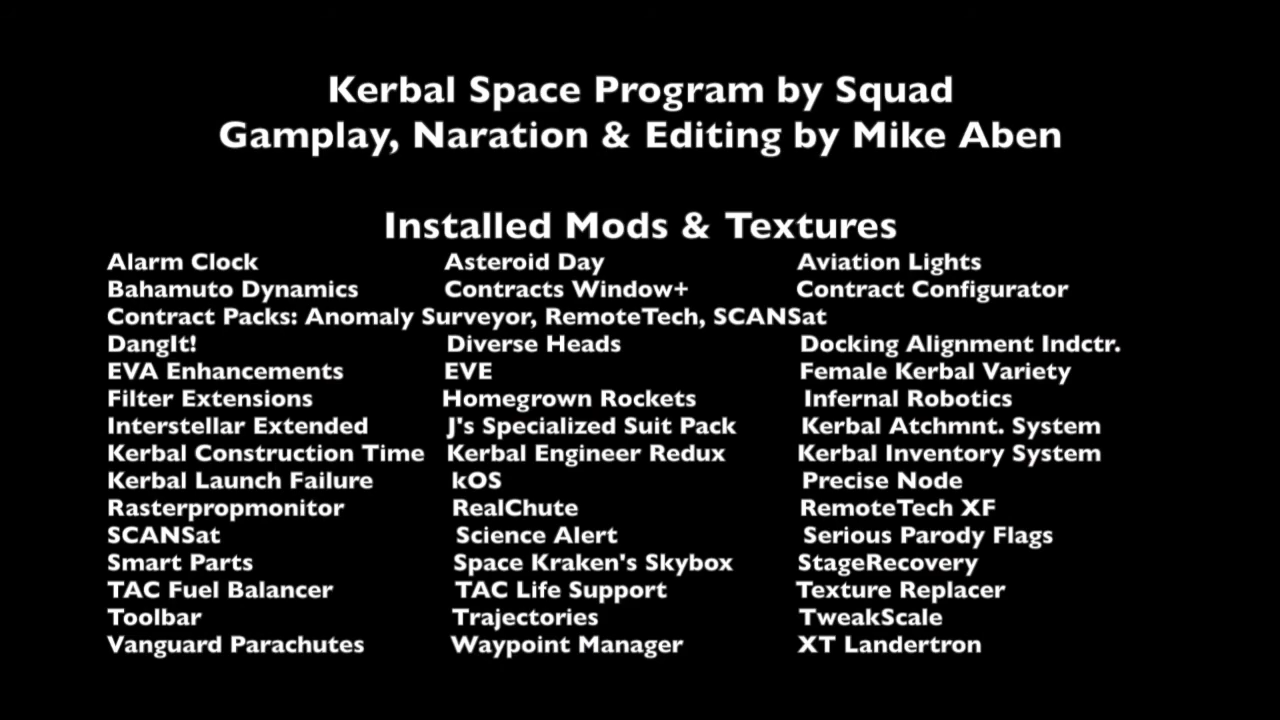 Kerbal Space Program by Squad
Gamplay, Naration & Editing by Mike Aben
Installed Mods & Textures
Alarm Clock Asteroid Day Aviation Lights
Bahamuto Dynamics Contracts Window+ Contract Configurator
Contract Packs: Anomaly Surveyor, RemoteTech, SCANSat
DangIt! Diverse Heads Docking Alignment Indctr.
EVA Enhancements EVE Female Kerbal Variety
Filter Extensions Homegrown Rockets Infernal Robotics
Interstellar Extended J's Specialized Suit Pack Kerbal Atchmnt. System
Kerbal Construction Time Kerbal Engineer Redux Kerbal Inventory System
Kerbal Launch Failure kOS Precise Node
Rasterpropmonitor RealChute RemoteTech XF
SCANSat Science Alert Serious Parody Flags
Smart Parts Space Kraken's Skybox StageRecovery
TAC Fuel Balancer TAC Life Support Texture Replacer
Toolbar Trajectories TweakScale
Vanguard Parachutes Waypoint Manager XT Landertron